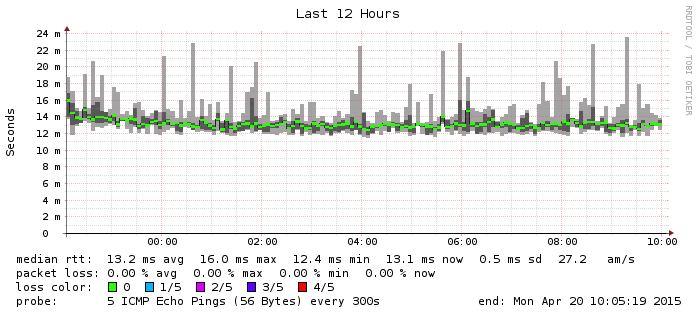 Last 12 Hours
RRDTOOL / TOBI OETIKER
Seconds
24 m
22 m
20 m
18 m
16 m
14 m
12 m
10 m
8 m
6 m
4 m
2 m
0
00:00 02:00 04:00 06:00 08:00 10:00
median rtt: 13.2 ms avg 16.0 ms max 12.4 ms min 13.1 ms now 0.5 ms sd 27.2 am/s
packet loss: 0.00 % avg 0.00 % max 0.00 % min 0.00 % now
loss color: 0 1/5 2/5 3/5 4/5
probe: 5 ICMP Echo Pings (56 Bytes) every 300s end: Mon Apr 20 10:05:19 2015